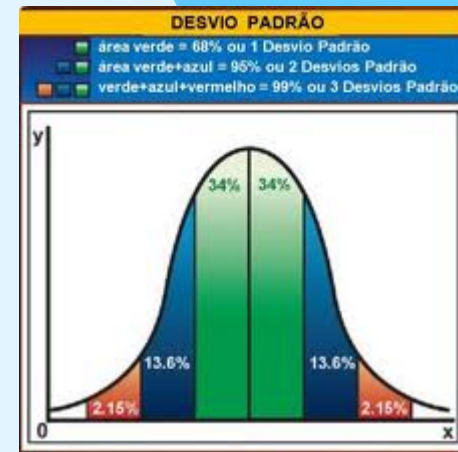 DESVIO PADRÃO
área verde = 68% ou 1 Desvio Padrão
área verde+azul = 95% ou 2 Desvios Padrão
verde+azul+vermelho = 99% ou 3 Desvios Padrão
y
34% 34%
13.6% 13.6%
2.15% 2.15%
0 x